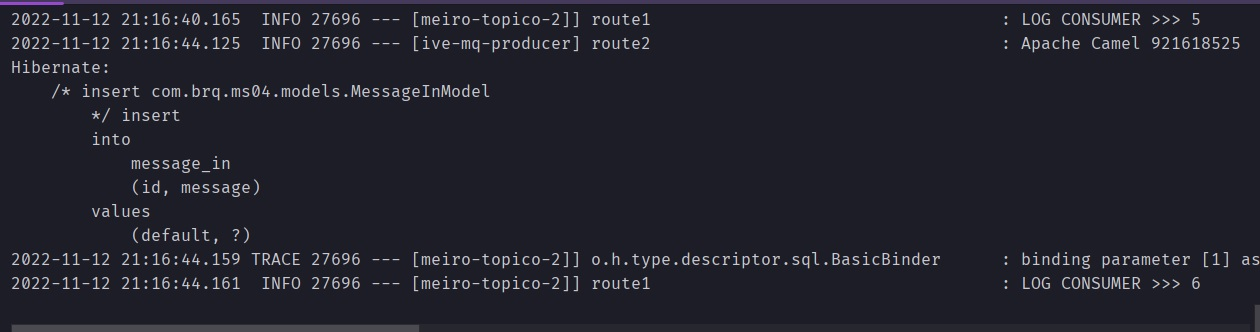 2022-11-12 21:16:40.165  INFO 27696 --- [meiro-topico-2]] route1                                   : LOG CONSUMER >>> 5
2022-11-12 21:16:44.125  INFO 27696 --- [ive-mq-producer] route2                                   : Apache Camel 921618525
Hibernate:
    /* insert com.brq.ms04.models.MessageInModel
        */ insert
        into
            message_in
            (id, message)
        values
            (default, ?)
2022-11-12 21:16:44.159 TRACE 27696 --- [meiro-topico-2]] o.h.type.descriptor.sql.BasicBinder      : binding parameter [1] as
2022-11-12 21:16:44.161  INFO 27696 --- [meiro-topico-2]] route1                                   : LOG CONSUMER >>> 6